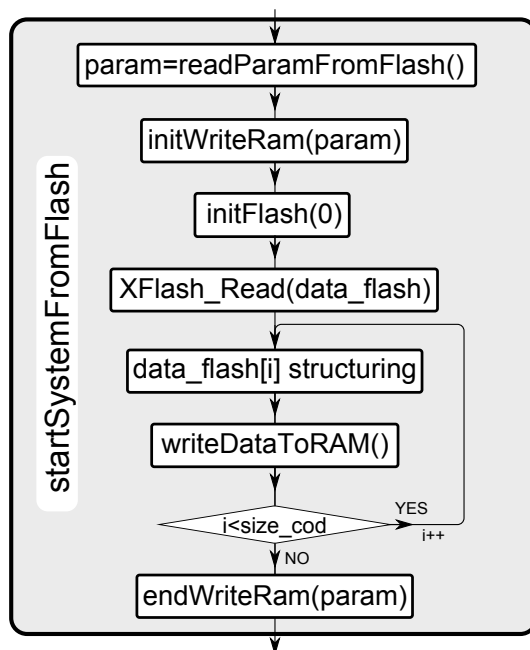 startSystemFromFlash
param=readParamFromFlash()
initWriteRam(param)
initFlash(0)
XFlash_Read(data_flash)
data_flash[i] structuring
writeDataToRAM()
i<size_cod
YES
i++
NO
endWriteRam(param)